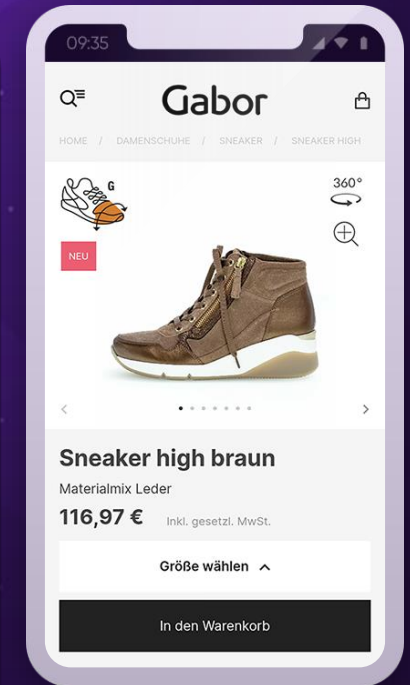 09:35
Gabor
HOME / DAMENSCHUHE / SNEAKER / SNEAKER HIGH
G
360°
NEU
Sneaker high braun
Materialmix Leder
116,97 € Inkl. gesetzl. MwSt.
Größe wählen
In den Warenkorb